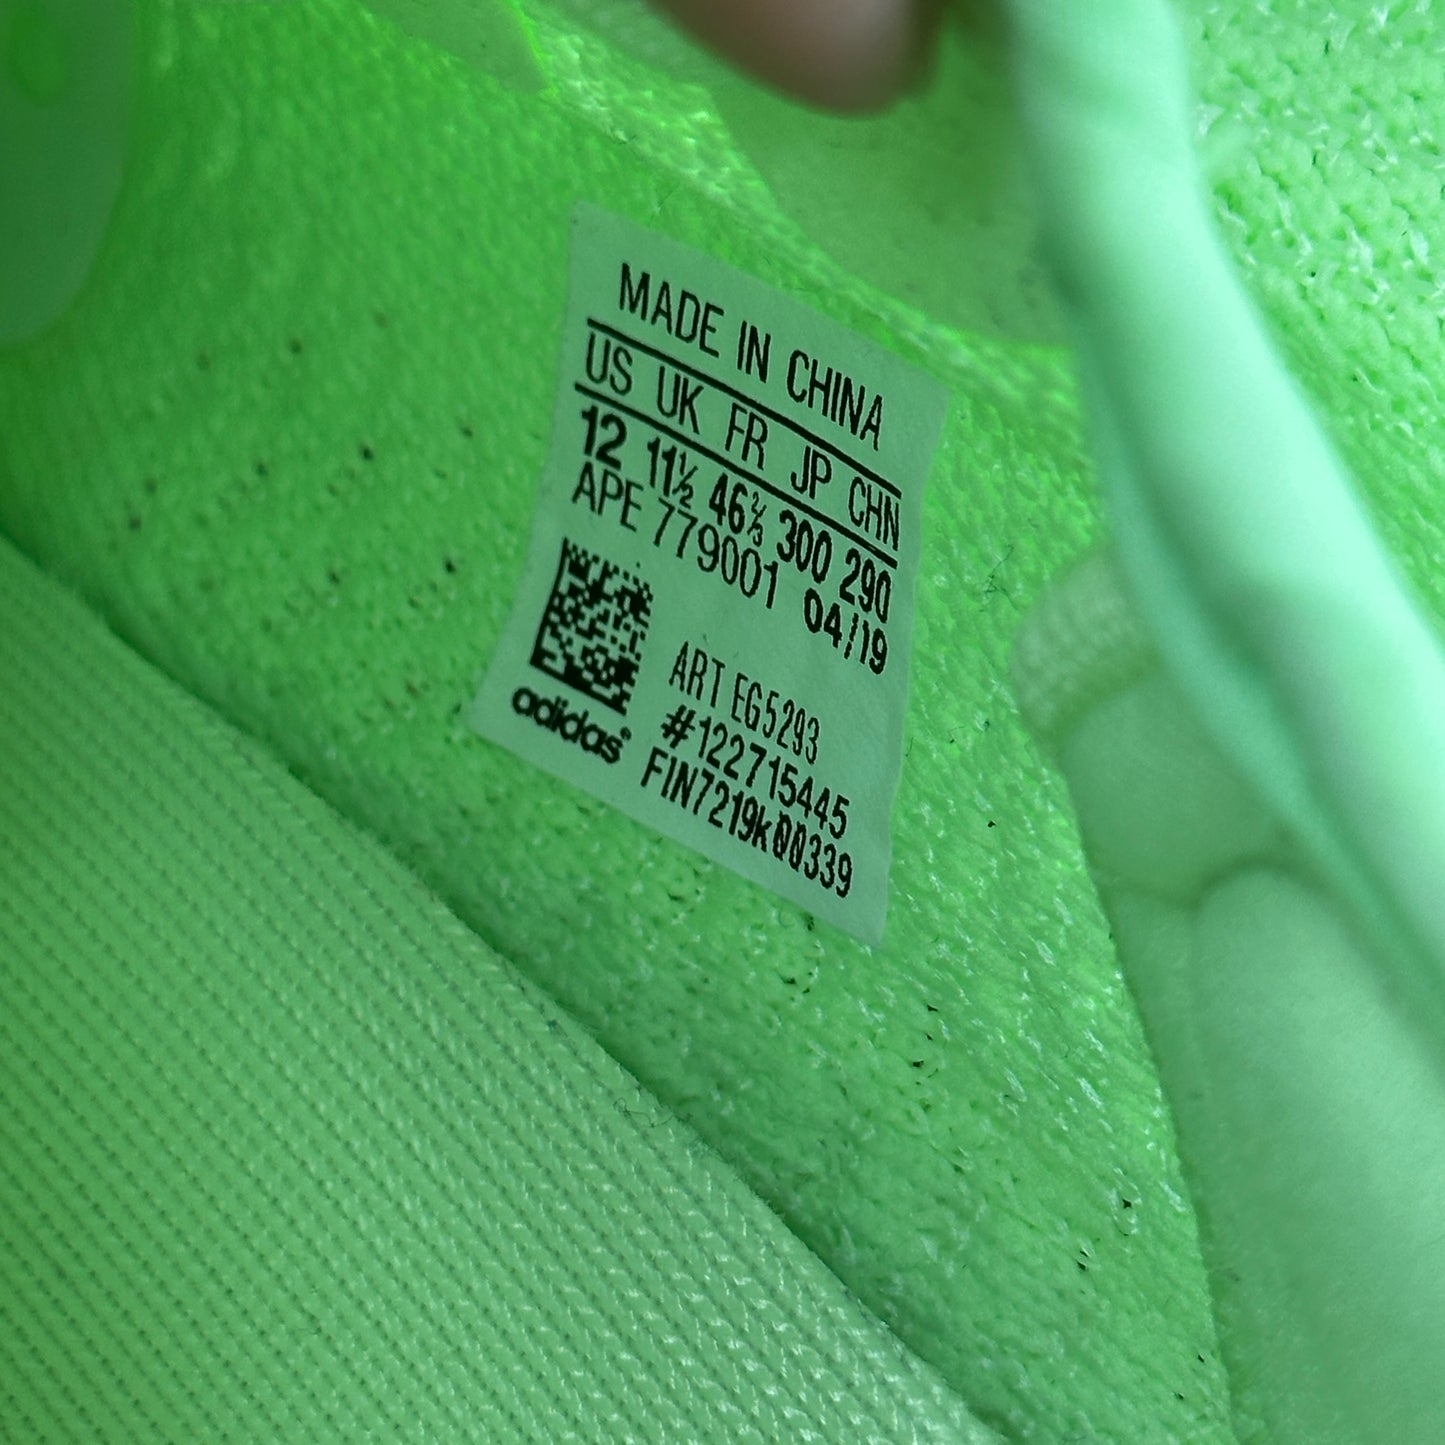 MADE IN CHINA
US UK FR JP CHN
12 11½ 46⅔ 300 290
APE 779001 04/19
ART EG5293
#122715445
FIN7219K00339
adidas®